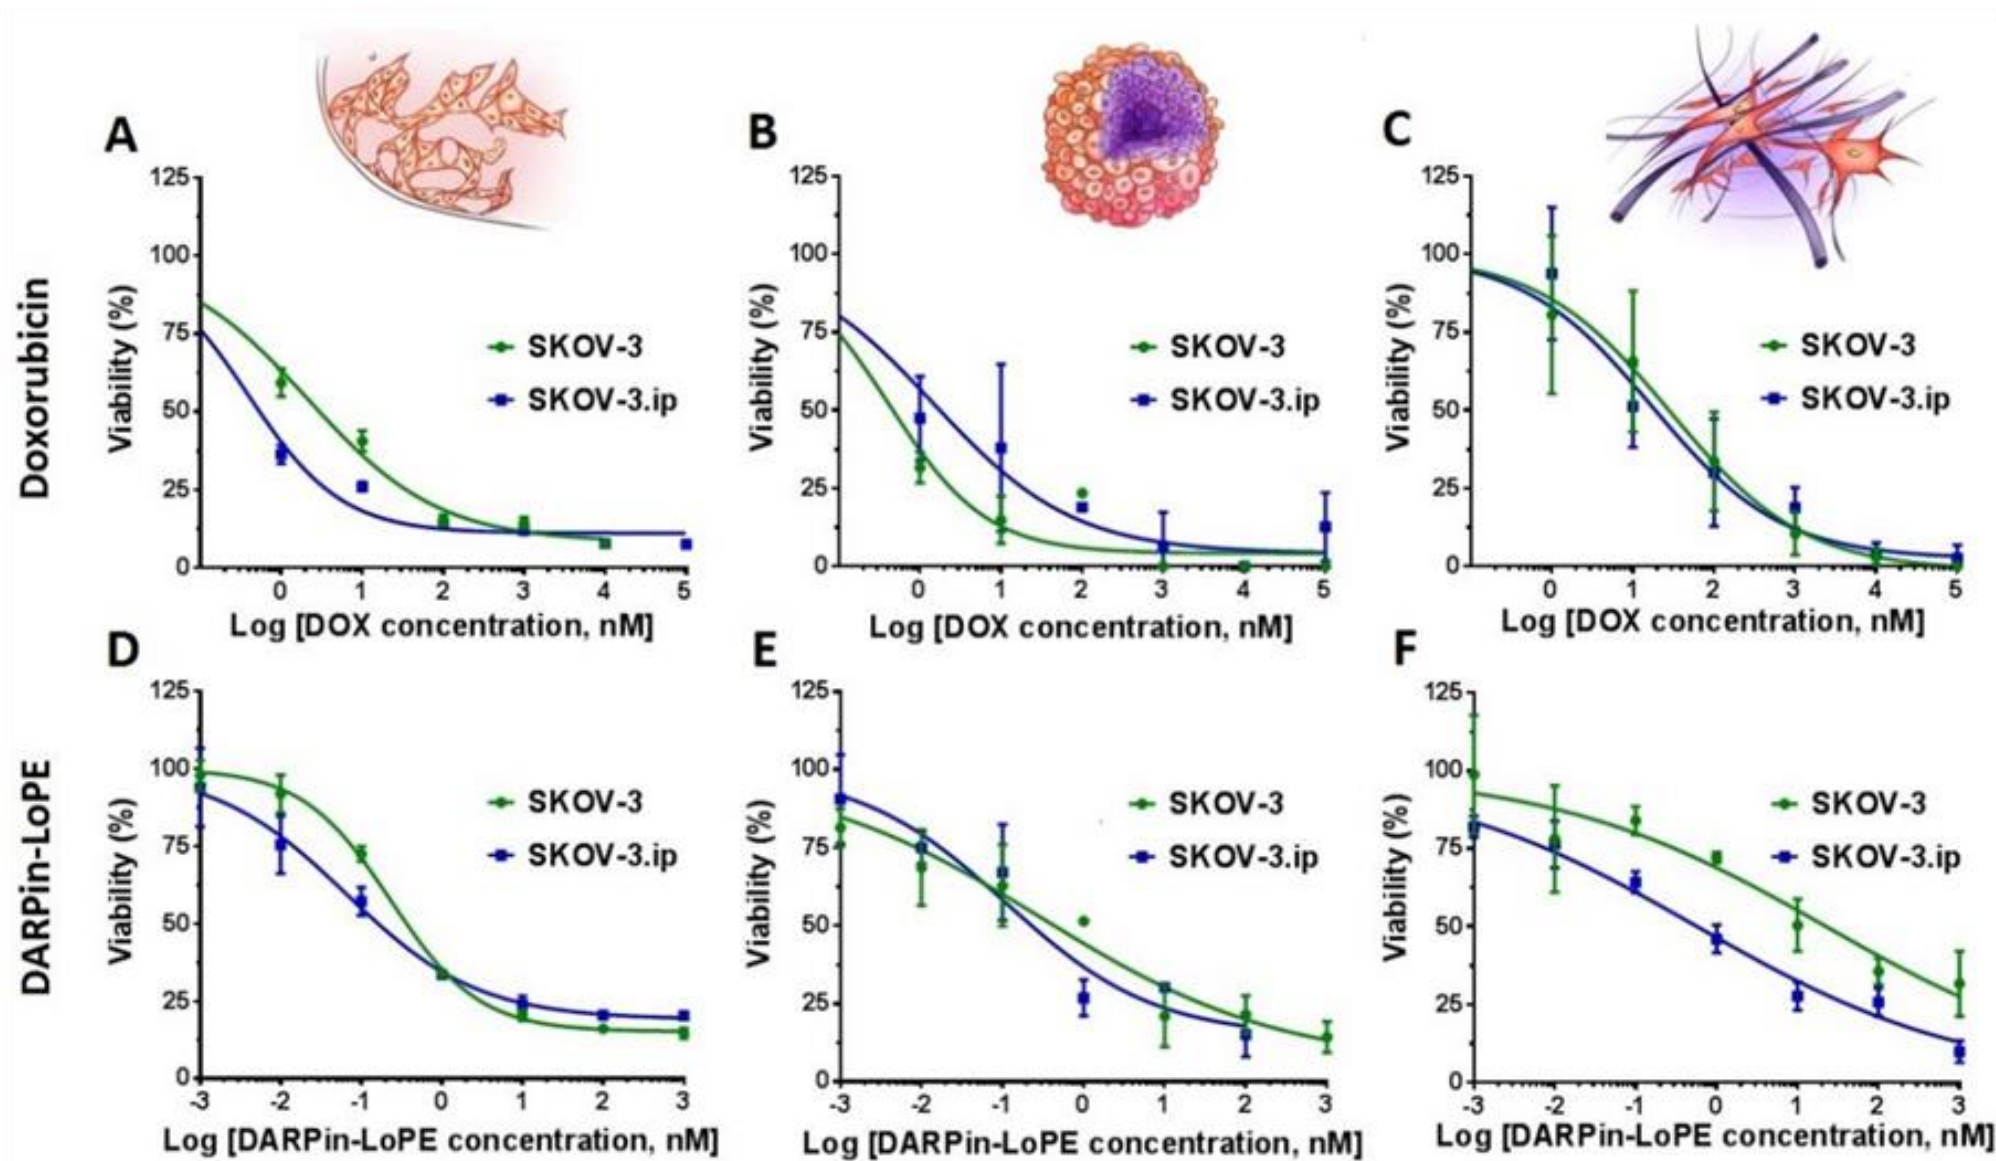 A
B
C
Doxorubicin
125
100
75
50
25
0
Viability (%)
SKOV-3
SKOV-3.ip
0 1 2 3 4 5
Log [DOX concentration, nM]
125
100
75
50
25
0
Viability (%)
SKOV-3
SKOV-3.ip
0 1 2 3 4 5
Log [DOX concentration, nM]
125
100
75
50
25
0
Viability (%)
SKOV-3
SKOV-3.ip
0 1 2 3 4 5
Log [DOX concentration, nM]
D
E
F
DARPin-LoPE
125
100
75
50
25
0
Viability (%)
SKOV-3
SKOV-3.ip
-3 -2 -1 0 1 2 3
Log [DARPin-LoPE concentration, nM]
125
100
75
50
25
0
Viability (%)
SKOV-3
SKOV-3.ip
-3 -2 -1 0 1 2 3
Log [DARPin-LoPE concentration, nM]
125
100
75
50
25
0
Viability (%)
SKOV-3
SKOV-3.ip
-3 -2 -1 0 1 2 3
Log [DARPin-LoPE concentration, nM]